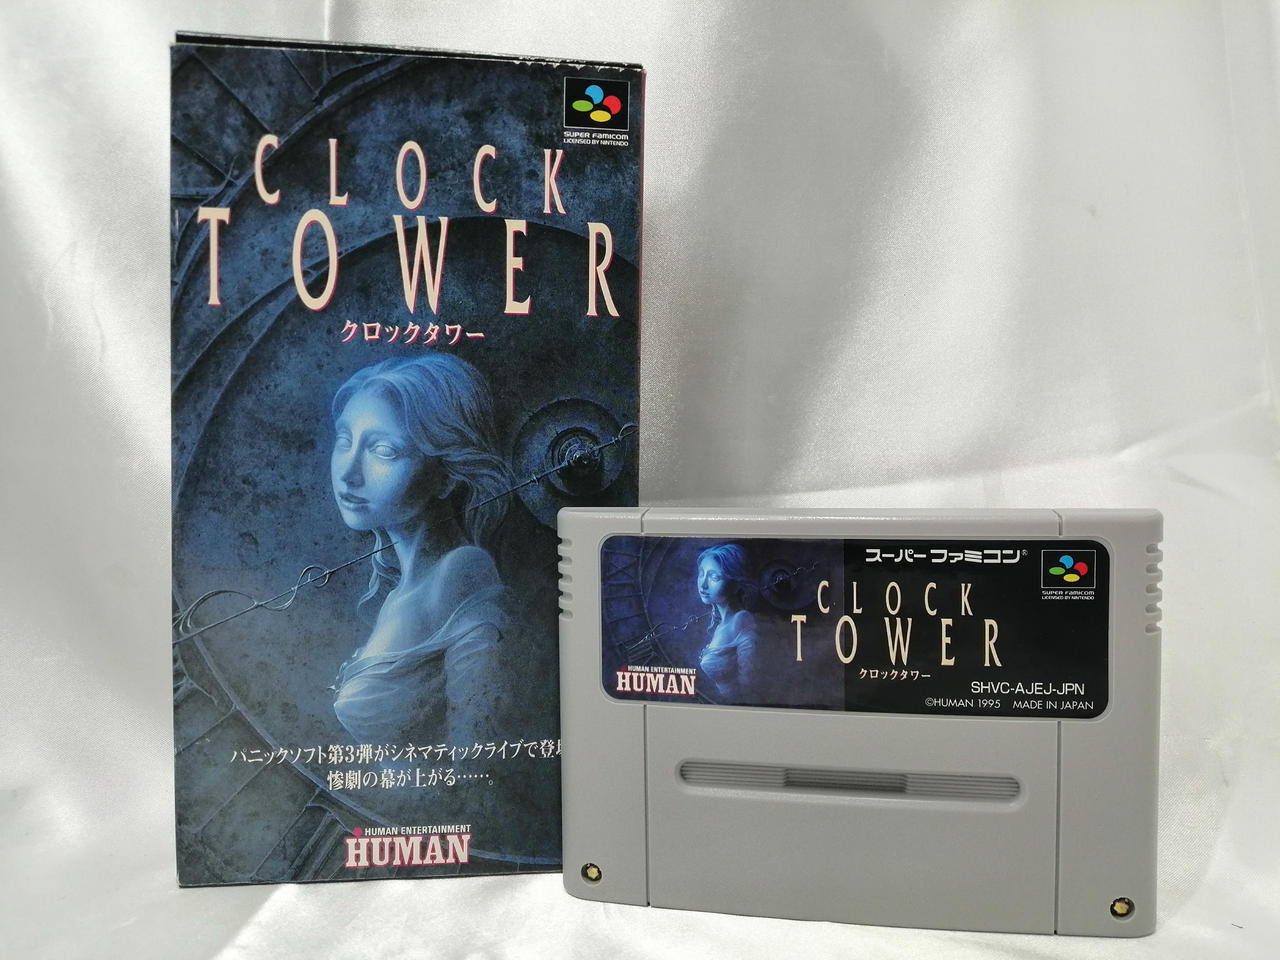 SUPER FAMICOM
LICENSED BY NINTENDO
CLOCK
TOWER
クロックタワー
パニックソフト第3弾がシネマティックライブで登
惨劇の幕が上がる……。
HUMAN ENTERTAINMENT
HUMAN
スーパーファミコン®
SUPER FAMICOM
LICENSED BY NINTENDO
CLOCK
TOWER
クロックタワー
HUMAN ENTERTAINMENT
HUMAN
SHVC-AJEJ-JPN
©HUMAN 1995 MADE IN JAPAN